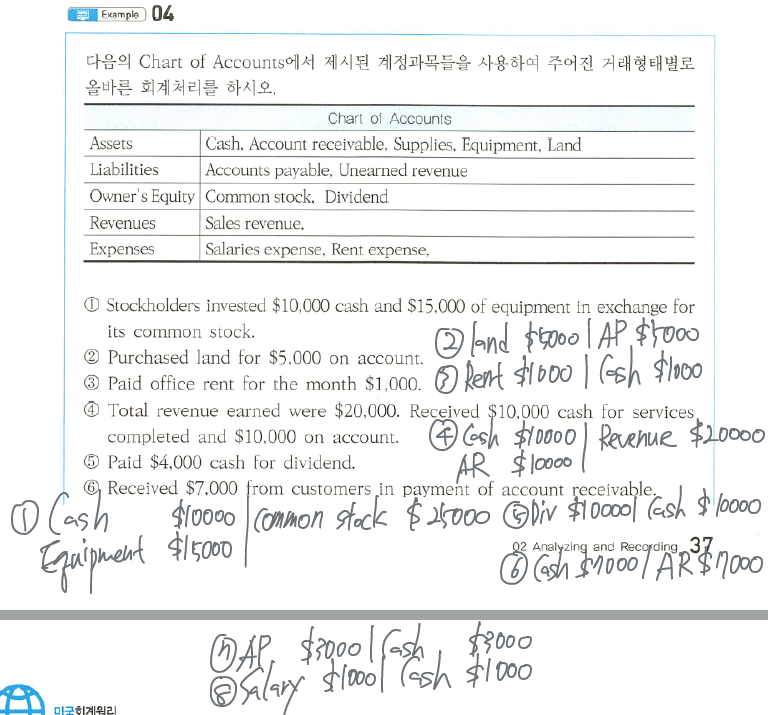 Example 04
다음의 Chart of Accounts에서 제시된 계정과목들을 사용하여 주어진 거래형태별로
올바른 회계처리를 하시오.
Chart of Accounts
Assets Cash, Account receivable, Supplies, Equipment, Land
Liabilities Accounts payable, Unearned revenue
Owner's Equity Common stock, Dividend
Revenues Sales revenue,
Expenses Salaries expense, Rent expense,
① Stockholders invested $10,000 cash and $15,000 of equipment in exchange for
its common stock.
② land $5000 | AP $5000
② Purchased land for $5,000 on account.
③ Paid office rent for the month $1,000.
③ Rent $1000 | Cash $1000
④ Total revenue earned were $20,000. Received $10,000 cash for services
completed and $10,000 on account.
④ Cash $10000 | Revenue $20000
AR $10000 |
⑤ Paid $4,000 cash for dividend.
⑥ Received $7,000 from customers in payment of account receivable.
① Cash $10000 | Common stock $25000
Equipment $15000 |
⑤ Div $10000 | Cash $10000
02 Analyzing and Recording 37
⑥ Cash $7000 | AR $7000
⑦ AP $3000 | Cash $3000
⑧ Salary $1000 | Cash $1000
미국회계원리